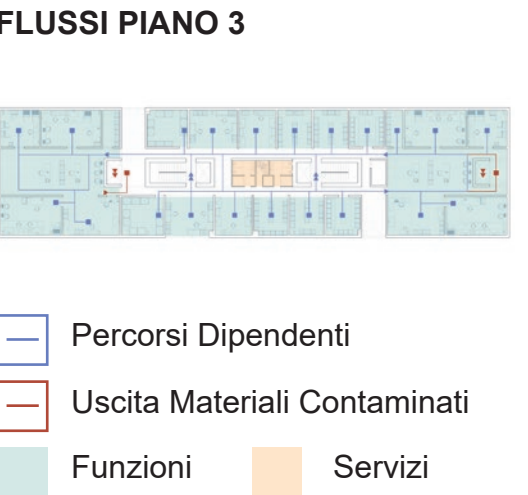 FLUSSI PIANO 3
Percorsi Dipendenti
Uscita Materiali Contaminati
Funzioni Servizi